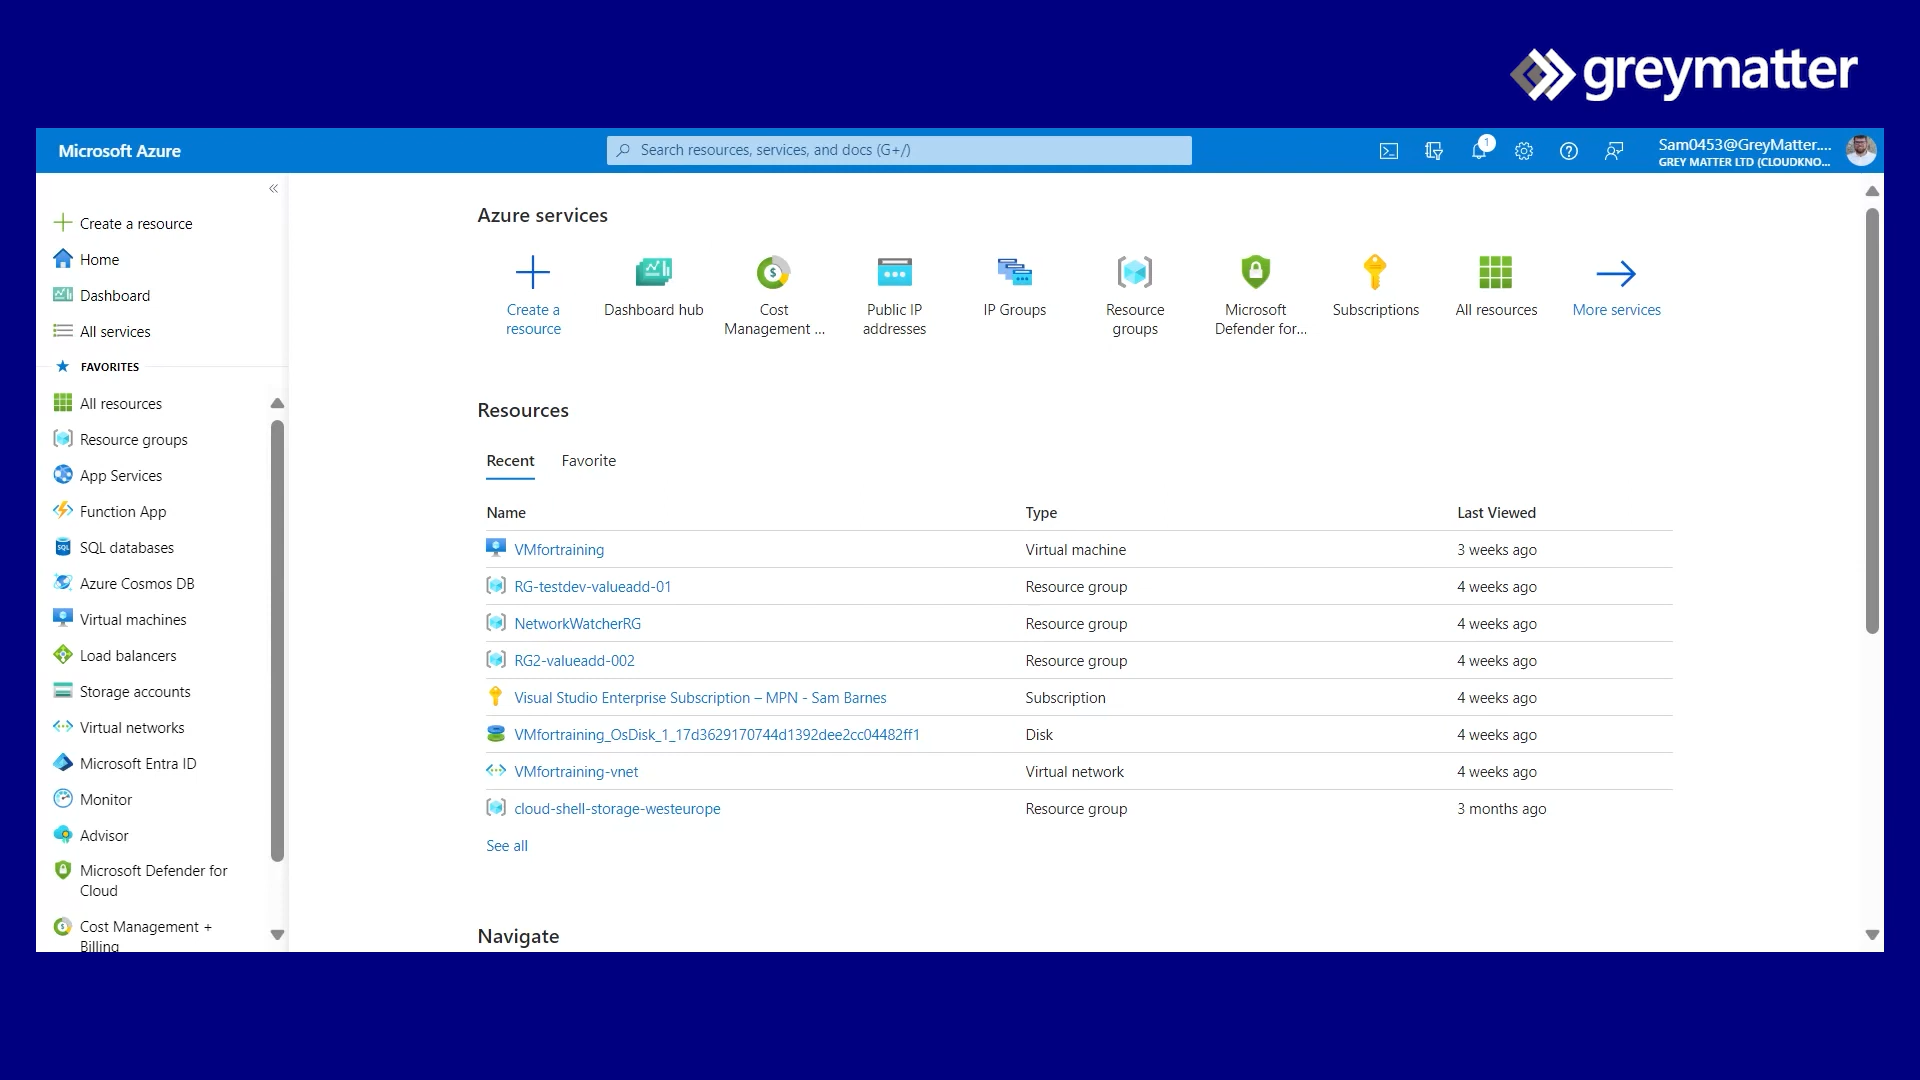 greymatter
Microsoft Azure
Search resources, services, and docs (G+/)
1
Sam0453@GreyMatter....
GREY MATTER LTD (CLOUDKNO...
Create a resource
Home
Dashboard
All services
FAVORITES
All resources
Resource groups
App Services
Function App
SQL databases
Azure Cosmos DB
Virtual machines
Load balancers
Storage accounts
Virtual networks
Microsoft Entra ID
Monitor
Advisor
Microsoft Defender for
Cloud
Cost Management +
Billing
Azure services
Create a
resource
Dashboard hub
Cost
Management ...
Public IP
addresses
IP Groups
Resource
groups
Microsoft
Defender for...
Subscriptions
All resources
More services
Resources
Recent Favorite
Name Type Last Viewed
VMfortraining Virtual machine 3 weeks ago
RG-testdev-valueadd-01 Resource group 4 weeks ago
NetworkWatcherRG Resource group 4 weeks ago
RG2-valueadd-002 Resource group 4 weeks ago
Visual Studio Enterprise Subscription – MPN - Sam Barnes Subscription 4 weeks ago
VMfortraining_OsDisk_1_17d3629170744d1392dee2cc04482ff1 Disk 4 weeks ago
VMfortraining-vnet Virtual network 4 weeks ago
cloud-shell-storage-westeurope Resource group 3 months ago
See all
Navigate